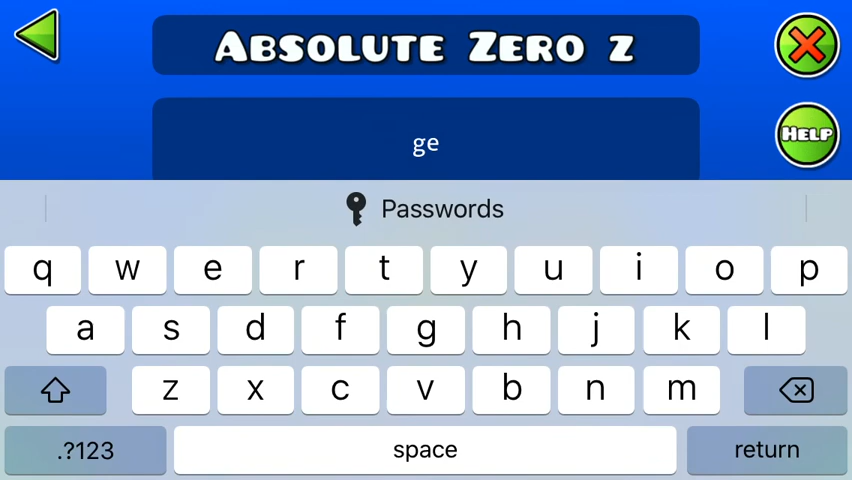 Absolute Zero z
Help
ge
Passwords
q w e r t y u i o p
a s d f g h j k l
z x c v b n m
.?123 space return